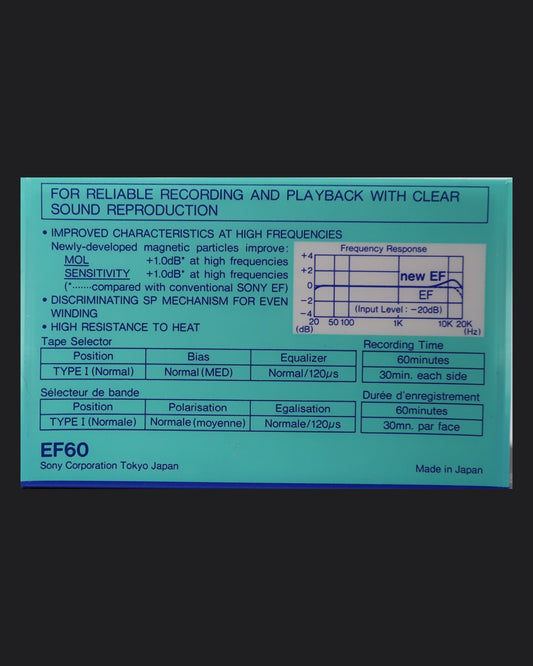 FOR RELIABLE RECORDING AND PLAYBACK WITH CLEAR
SOUND REPRODUCTION
• IMPROVED CHARACTERISTICS AT HIGH FREQUENCIES
Newly-developed magnetic particles improve:
MOL +1.0dB* at high frequencies
SENSITIVITY +1.0dB* at high frequencies
(*·······compared with conventional SONY EF)
• DISCRIMINATING SP MECHANISM FOR EVEN
WINDING
• HIGH RESISTANCE TO HEAT
Frequency Response
+4
+2
0
−2
−4
(dB)
new EF
EF
(Input Level : −20dB)
20 50 100 1K 10K 20K
(Hz)
Tape Selector
Position Bias Equalizer
TYPE I (Normal) Normal (MED) Normal/120µs
Recording Time
60minutes
30min. each side
Sélecteur de bande
Position Polarisation Egalisation
TYPE I (Normale) Normale (moyenne) Normale/120µs
Durée d'enregistrement
60minutes
30mn. par face
EF60
Sony Corporation Tokyo Japan
Made in Japan